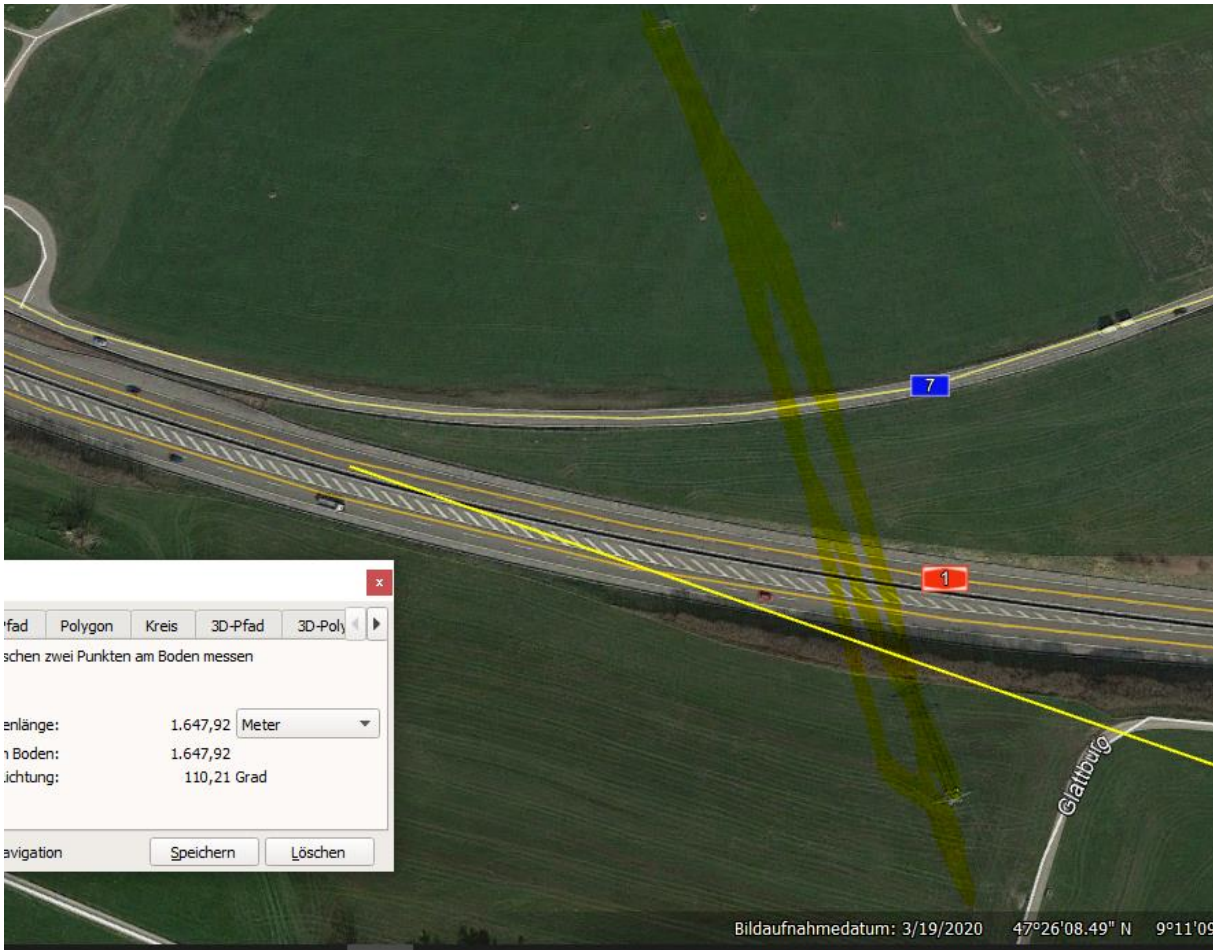 7
1
x
fad Polygon Kreis 3D-Pfad 3D-Poly
schen zwei Punkten am Boden messen
enlänge: 1.647,92 Meter
n Boden: 1.647,92
ichtung: 110,21 Grad
avigation Speichern Löschen
Glattburg
Bildaufnahmedatum: 3/19/2020 47°26'08.49" N 9°11'09